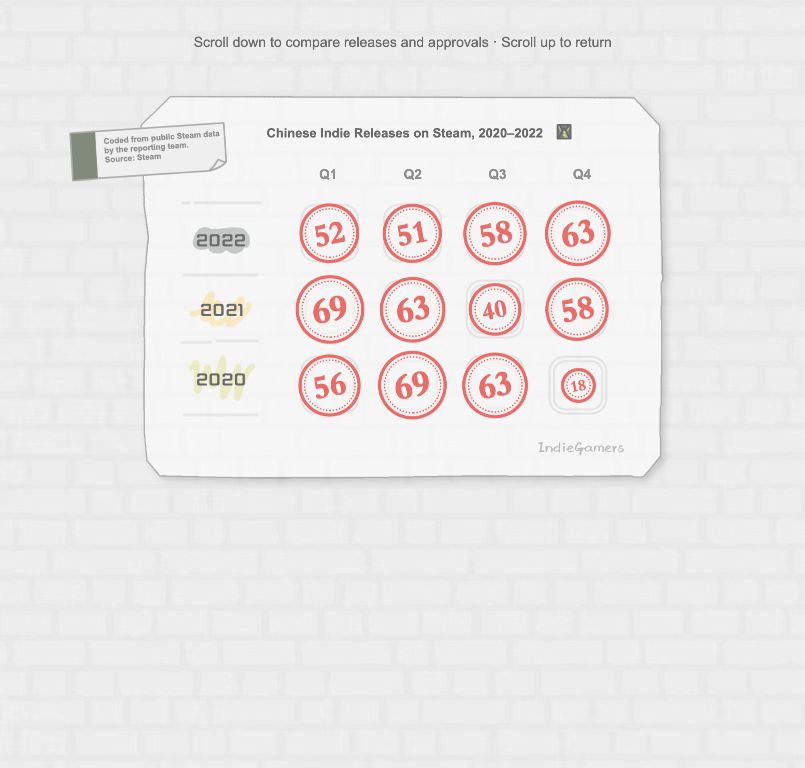 Scroll down to compare releases and approvals · Scroll up to return
Coded from public Steam data
by the reporting team.
Source: Steam
Chinese Indie Releases on Steam, 2020–2022
Q1 Q2 Q3 Q4
2022 52 51 58 63
2021 69 63 40 58
2020 56 69 63 18
IndieGamers